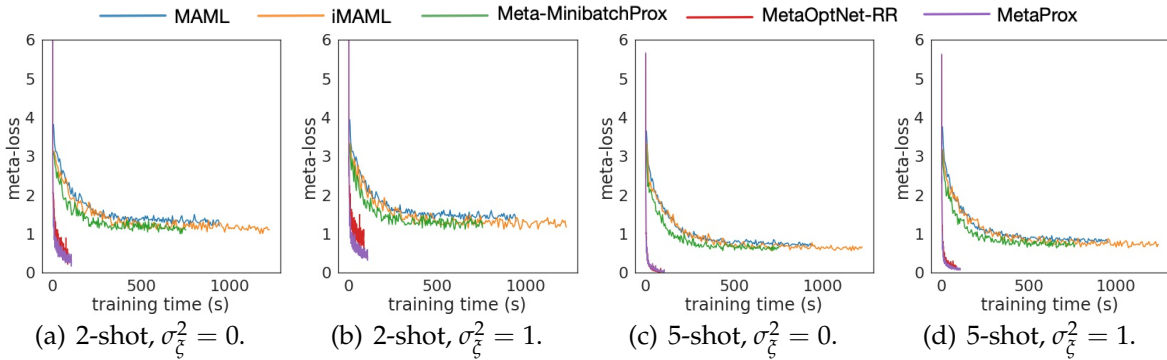 MAML iMAML Meta-MinibatchProx MetaOptNet-RR MetaProx
6 6 6 6
5 5 5 5
4 4 4 4
3 3 3 3
2 2 2 2
1 1 1 1
0 0 0 0
meta-loss meta-loss meta-loss meta-loss
0 500 1000 0 500 1000 0 500 1000 0 500 1000
training time (s) training time (s) training time (s) training time (s)
(a) 2-shot, σ²_ξ = 0. (b) 2-shot, σ²_ξ = 1. (c) 5-shot, σ²_ξ = 0. (d) 5-shot, σ²_ξ = 1.